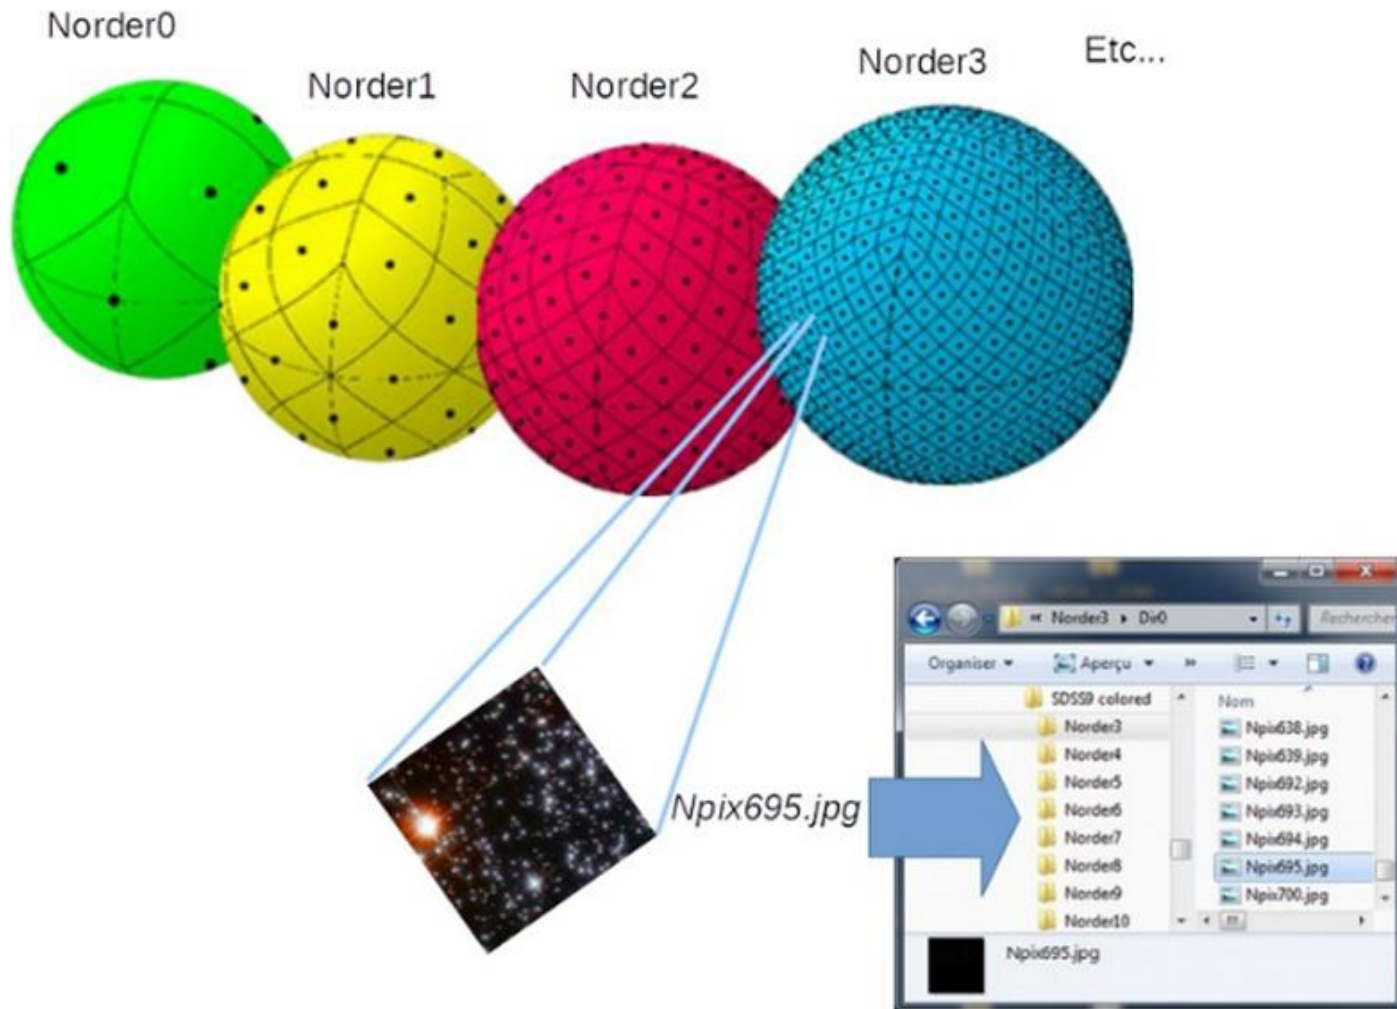 Norder0
Norder1
Norder2
Norder3
Etc...
Npix695.jpg
« Norder3 ▸ Dir0
Rechercher
Organiser ▾
Aperçu ▾
»
SDSS9 colored
Norder3
Norder4
Norder5
Norder6
Norder7
Norder8
Norder9
Norder10
Nom
Npix638.jpg
Npix639.jpg
Npix692.jpg
Npix693.jpg
Npix694.jpg
Npix695.jpg
Npix700.jpg
Npix695.jpg